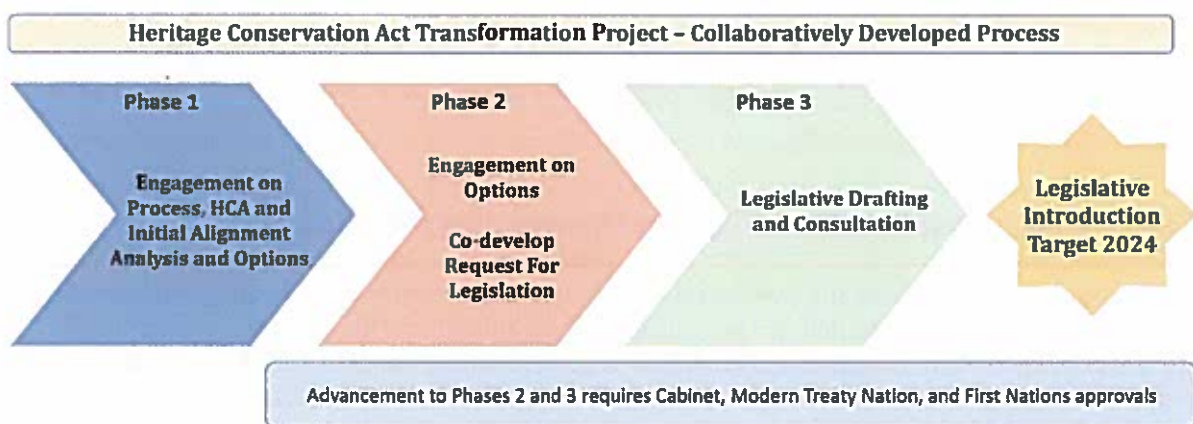 Heritage Conservation Act Transformation Project – Collaboratively Developed Process
Phase 1
Engagement on
Process, HCA and
Initial Alignment
Analysis and Options
Phase 2
Engagement on
Options
Co-develop
Request For
Legislation
Phase 3
Legislative Drafting
and Consultation
Legislative
Introduction
Target 2024
Advancement to Phases 2 and 3 requires Cabinet, Modern Treaty Nation, and First Nations approvals